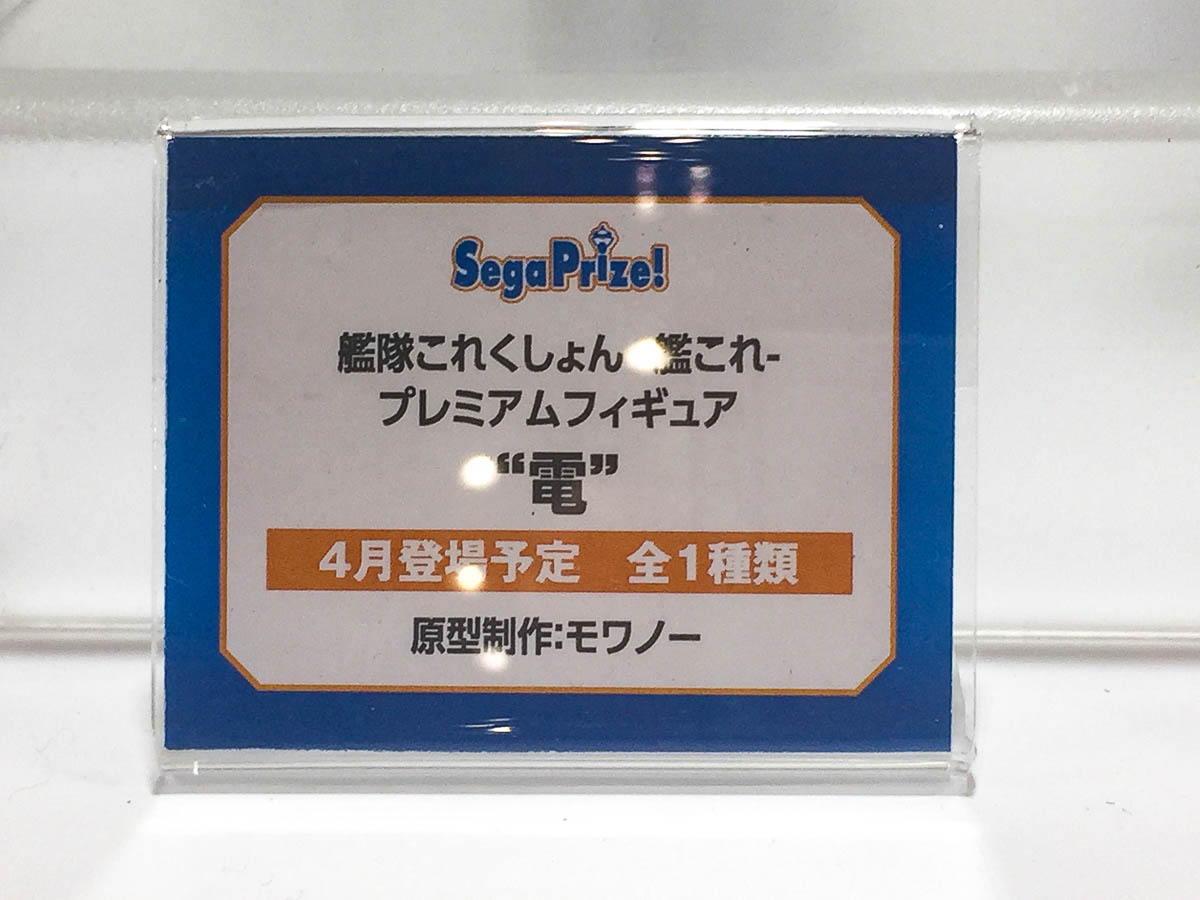 SegaPrize!
艦隊これくしょん 艦これ-
プレミアムフィギュア
“電”
4月登場予定 全1種類
原型制作:モワノー